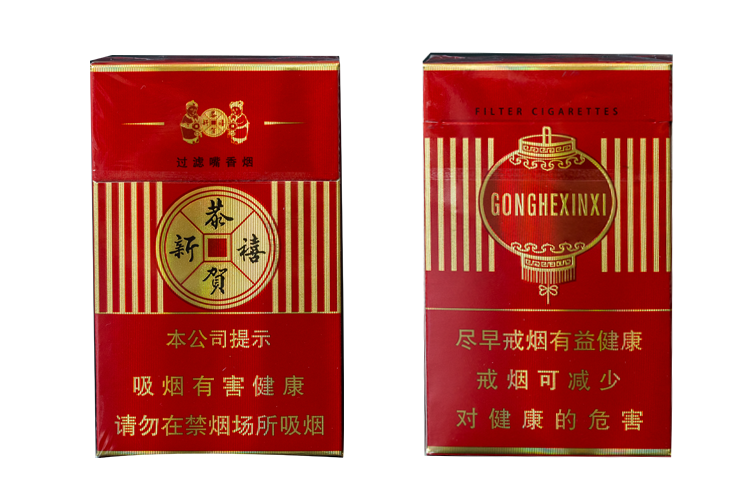 过滤嘴香烟
恭
新 禧
贺
本公司提示
吸烟有害健康
请勿在禁烟场所吸烟
FILTER CIGARETTES
GONGHEXINXI
尽早戒烟有益健康
戒烟可减少
对健康的危害